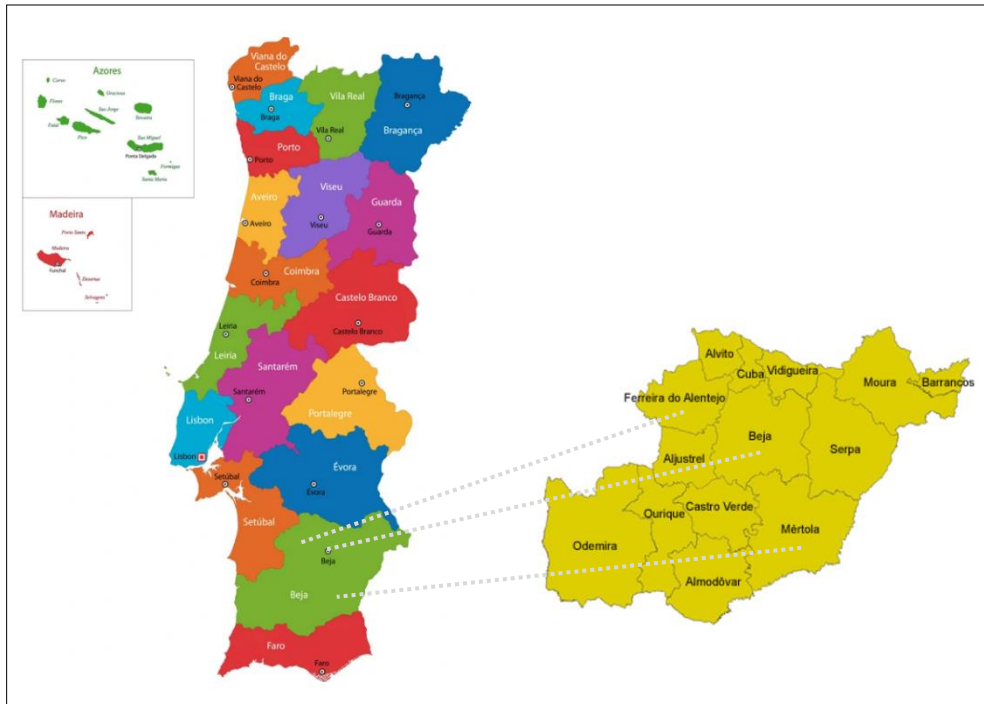 Azores
Corvo
Flores
Graciosa
Sao Jorge
Terceira
Faial
Pico
Sao Miguel
Ponta Delgada
Formigas
Santa Maria
Madeira
Porto Santo
Madeira
Funchal
Desertas
Selvagens
Viana do
Castelo
Viana do
Castelo
Braga
Braga
Vila Real
Vila Real
Bragança
Bragança
Porto
Porto
Aveiro
Aveiro
Viseu
Viseu
Guarda
Guarda
Coimbra
Coimbra
Castelo Branco
Castelo Branco
Leiria
Leiria
Santarém
Santarém
Portalegre
Portalegre
Lisbon
Lisbon
Setúbal
Setúbal
Évora
Evora
Beja
Beja
Faro
Faro
Alvito
Cuba
Vidigueira
Moura
Barrancos
Ferreira do Alentejo
Beja
Serpa
Aljustrel
Ourique
Castro Verde
Mértola
Odemira
Almodôvar